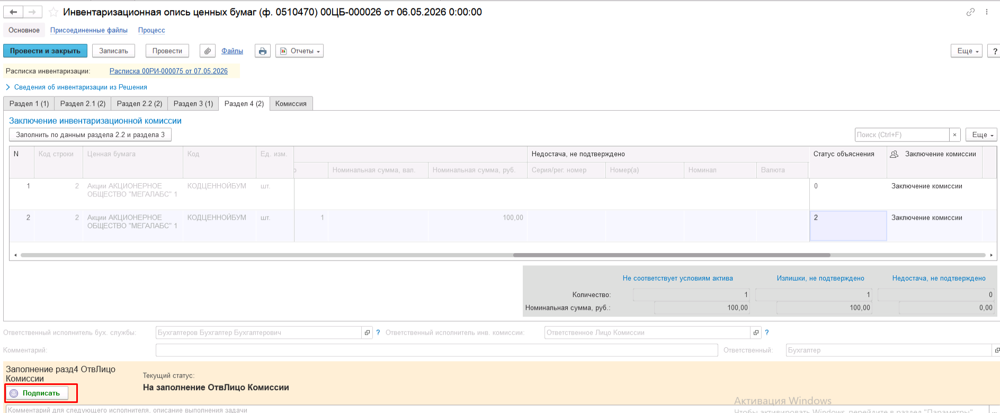 Инвентаризационная опись ценных бумаг (ф. 0510470) 00ЦБ-000026 от 06.05.2026 0:00:00
Основное Присоединенные файлы Процесс
Провести и закрыть Записать Провести Файлы Отчеты Еще ?
Расписка инвентаризации: Расписка 00РИ-000075 от 07.05.2026
Сведения об инвентаризации из Решения
Раздел 1 (1) Раздел 2.1 (2) Раздел 2.2 (2) Раздел 3 (1) Раздел 4 (2) Комиссия
Заключение инвентаризационной комиссии
Заполнить по данным раздела 2.2 и раздела 3 Поиск (Ctrl+F) × Еще
N Код строки Ценная бумага Код Ед. изм. Недостача, не подтверждено Статус объяснения Заключение комиссии
Номинальная сумма, вал. Номинальная сумма, руб. Серия/рег. номер Номер(а) Номинал Валюта
1 2 Акции АКЦИОНЕРНОЕ КОДЦЕННОЙБУМ шт. 0 Заключение комиссии
ОБЩЕСТВО "МЕГАЛАБС" 1
2 2 Акции АКЦИОНЕРНОЕ КОДЦЕННОЙБУМ шт. 1 100,00 2 Заключение комиссии
ОБЩЕСТВО "МЕГАЛАБС" 1
Не соответствует условиям актива Излишки, не подтверждено Недостача, не подтверждено
Количество: 1 1 0
Номинальная сумма, руб.: 100,00 100,00 0,00
Ответственный исполнитель бух. службы: Бухгалтеров Бухгалтер Бухгалтерович ? Ответственный исполнитель инв. комиссии: Ответственное Лицо Комиссии ?
Комментарий: Ответственный: Бухгалтер
Заполнение разд4 ОтвЛицо
Комиссии
Текущий статус:
На заполнение ОтвЛицо Комиссии
Подписать
Активация Windows
Комментарий для следующего исполнителя, описание выполнения задачи
Чтобы активировать Windows, перейдите в раздел "Параметры".